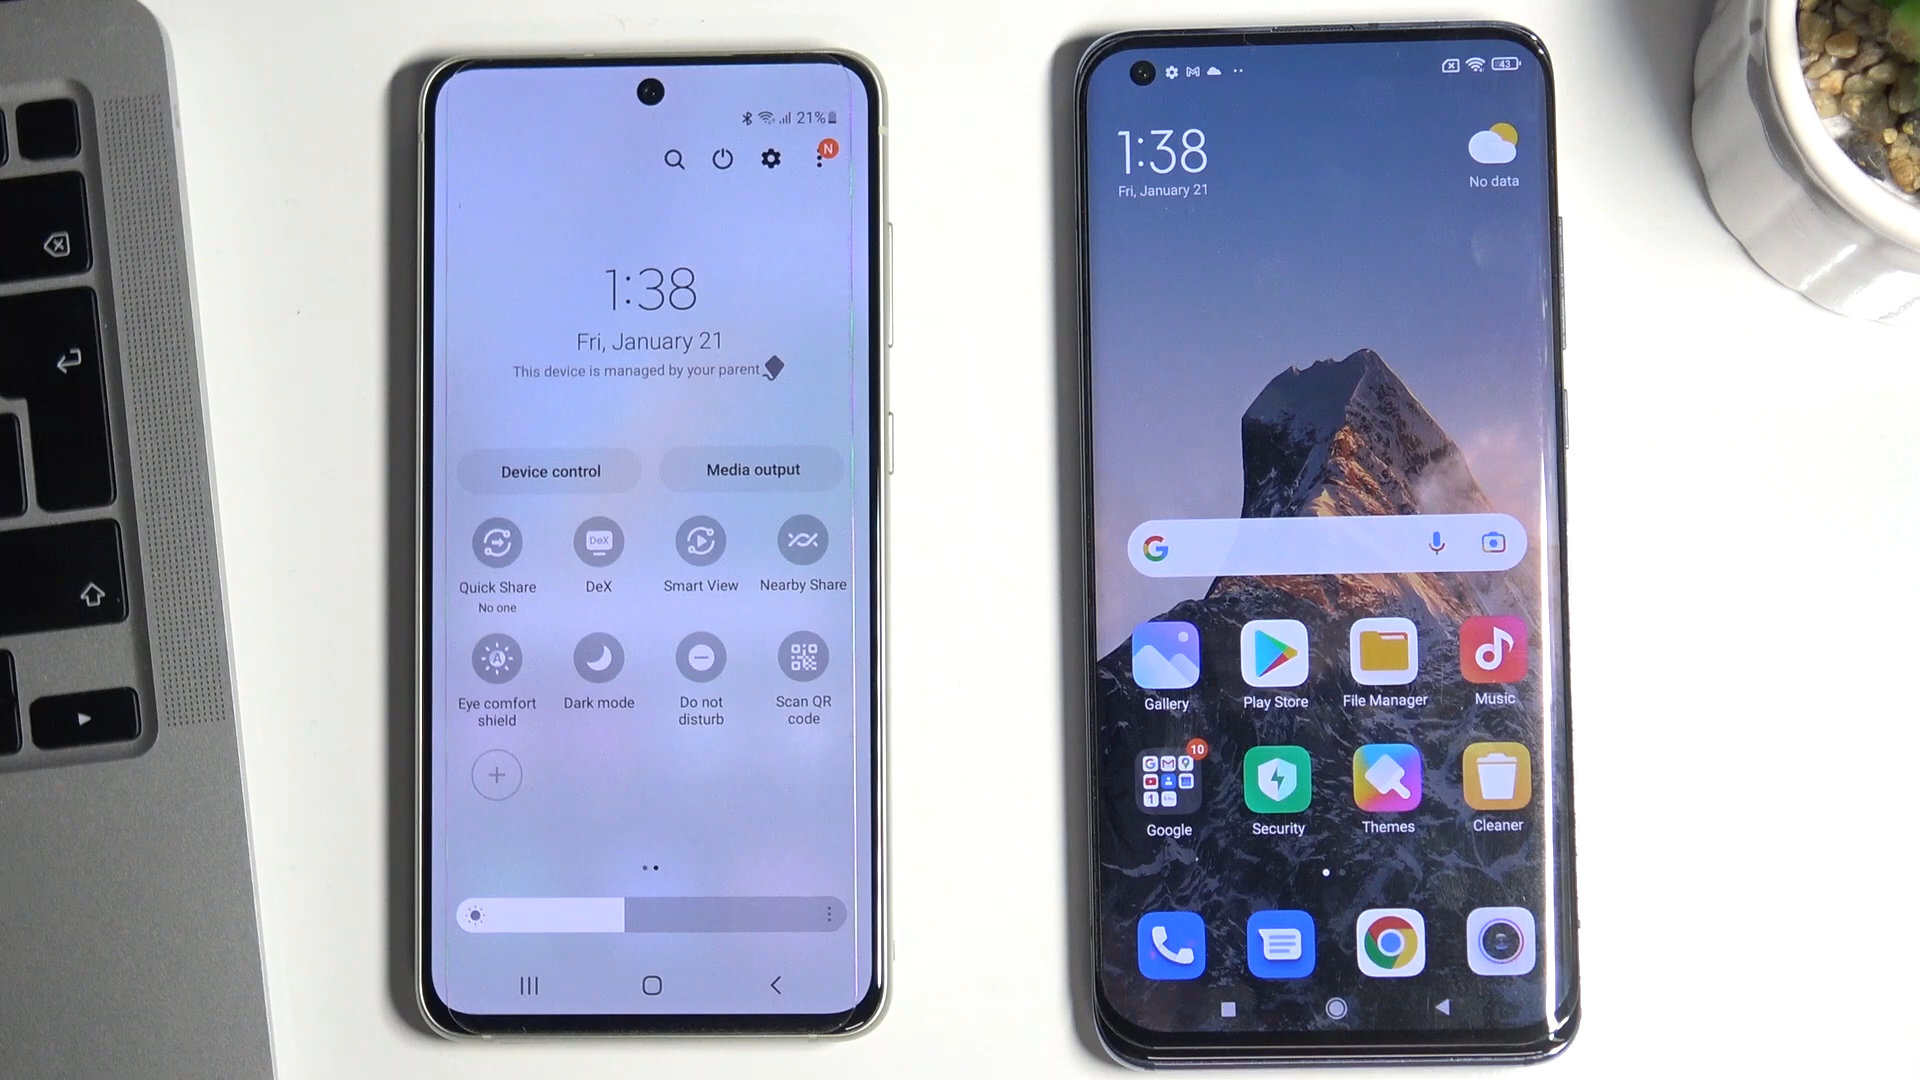 21%
N
1:38
Fri, January 21
This device is managed by your parent
Device control
Media output
Quick Share
No one
DeX
DeX
Smart View
Nearby Share
A
Eye comfort
shield
Dark mode
Do not
disturb
Scan QR
code
43
1:38
Fri, January 21
No data
G
Gallery
Play Store
File Manager
Music
10
G
1
Google
Security
Themes
Cleaner